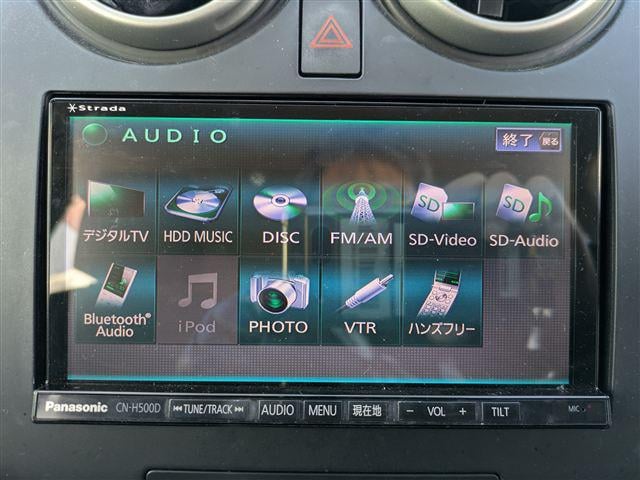 Strada
AUDIO
終了 戻る
デジタルTV
HDD MUSIC
DISC
FM/AM
SD
SD-Video
SD
SD-Audio
Bluetooth®
Audio
iPod
PHOTO
VTR
ハンズフリー
Panasonic CN-H500D TUNE/TRACK AUDIO MENU 現在地 − VOL + TILT MIC